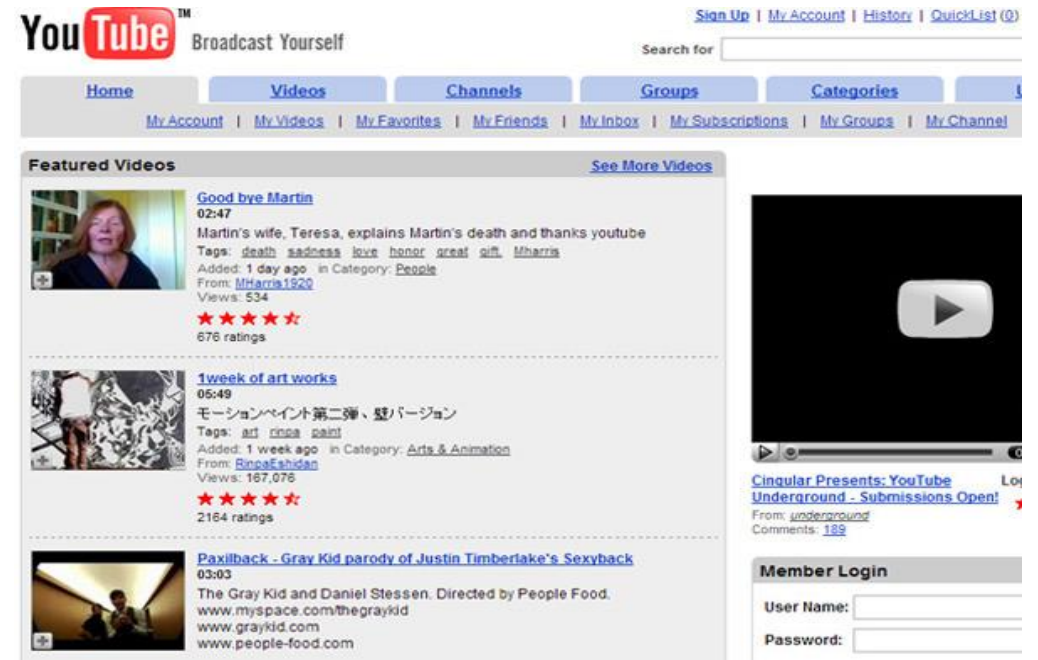 YouTube™
Broadcast Yourself
Sign Up | My Account | History | QuickList (0)
Search for
Home Videos Channels Groups Categories
My Account | My Videos | My Favorites | My Friends | My Inbox | My Subscriptions | My Groups | My Channel
Featured Videos See More Videos
Good bye Martin
02:47
Martin's wife, Teresa, explains Martin's death and thanks youtube
Tags: death sadness love honor great gift. Mharris
Added: 1 day ago in Category: People
From: MHarris1920
Views: 534
676 ratings
1week of art works
05:49
モーションペイント第二弾、壁バージョン
Tags: art rinpa paint
Added: 1 week ago in Category: Arts & Animation
From: RinpaEshidan
Views: 167,076
2164 ratings
Paxilback - Gray Kid parody of Justin Timberlake's Sexyback
03:03
The Gray Kid and Daniel Stessen. Directed by People Food.
www.myspace.com/thegraykid
www.graykid.com
www.people-food.com
Cingular Presents: YouTube
Underground - Submissions Open!
From: underground
Comments: 189
Member Login
User Name:
Password: